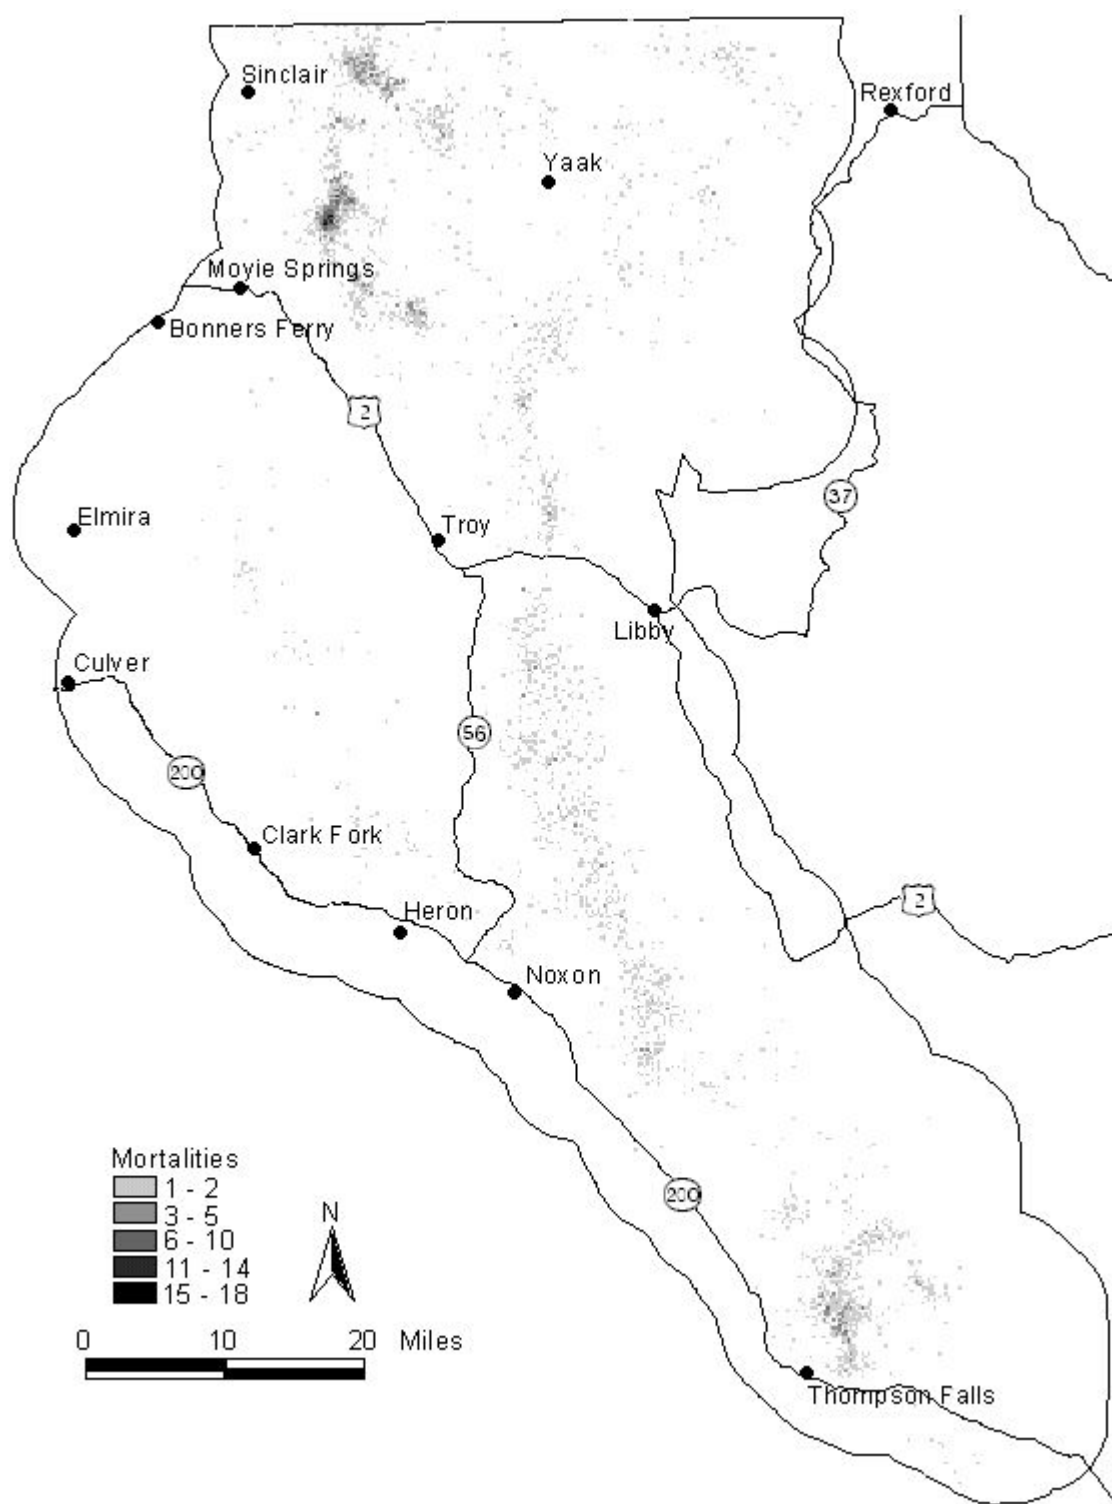 Sinclair
Rexford
Yaak
Moyie Springs
Bonners Ferry
2
37
Elmira
Troy
Libby
Culver
56
200
Clark Fork
2
Heron
Noxon
Mortalities
1 - 2
3 - 5
6 - 10
11 - 14
15 - 18
N
200
0 10 20 Miles
Thompson Falls